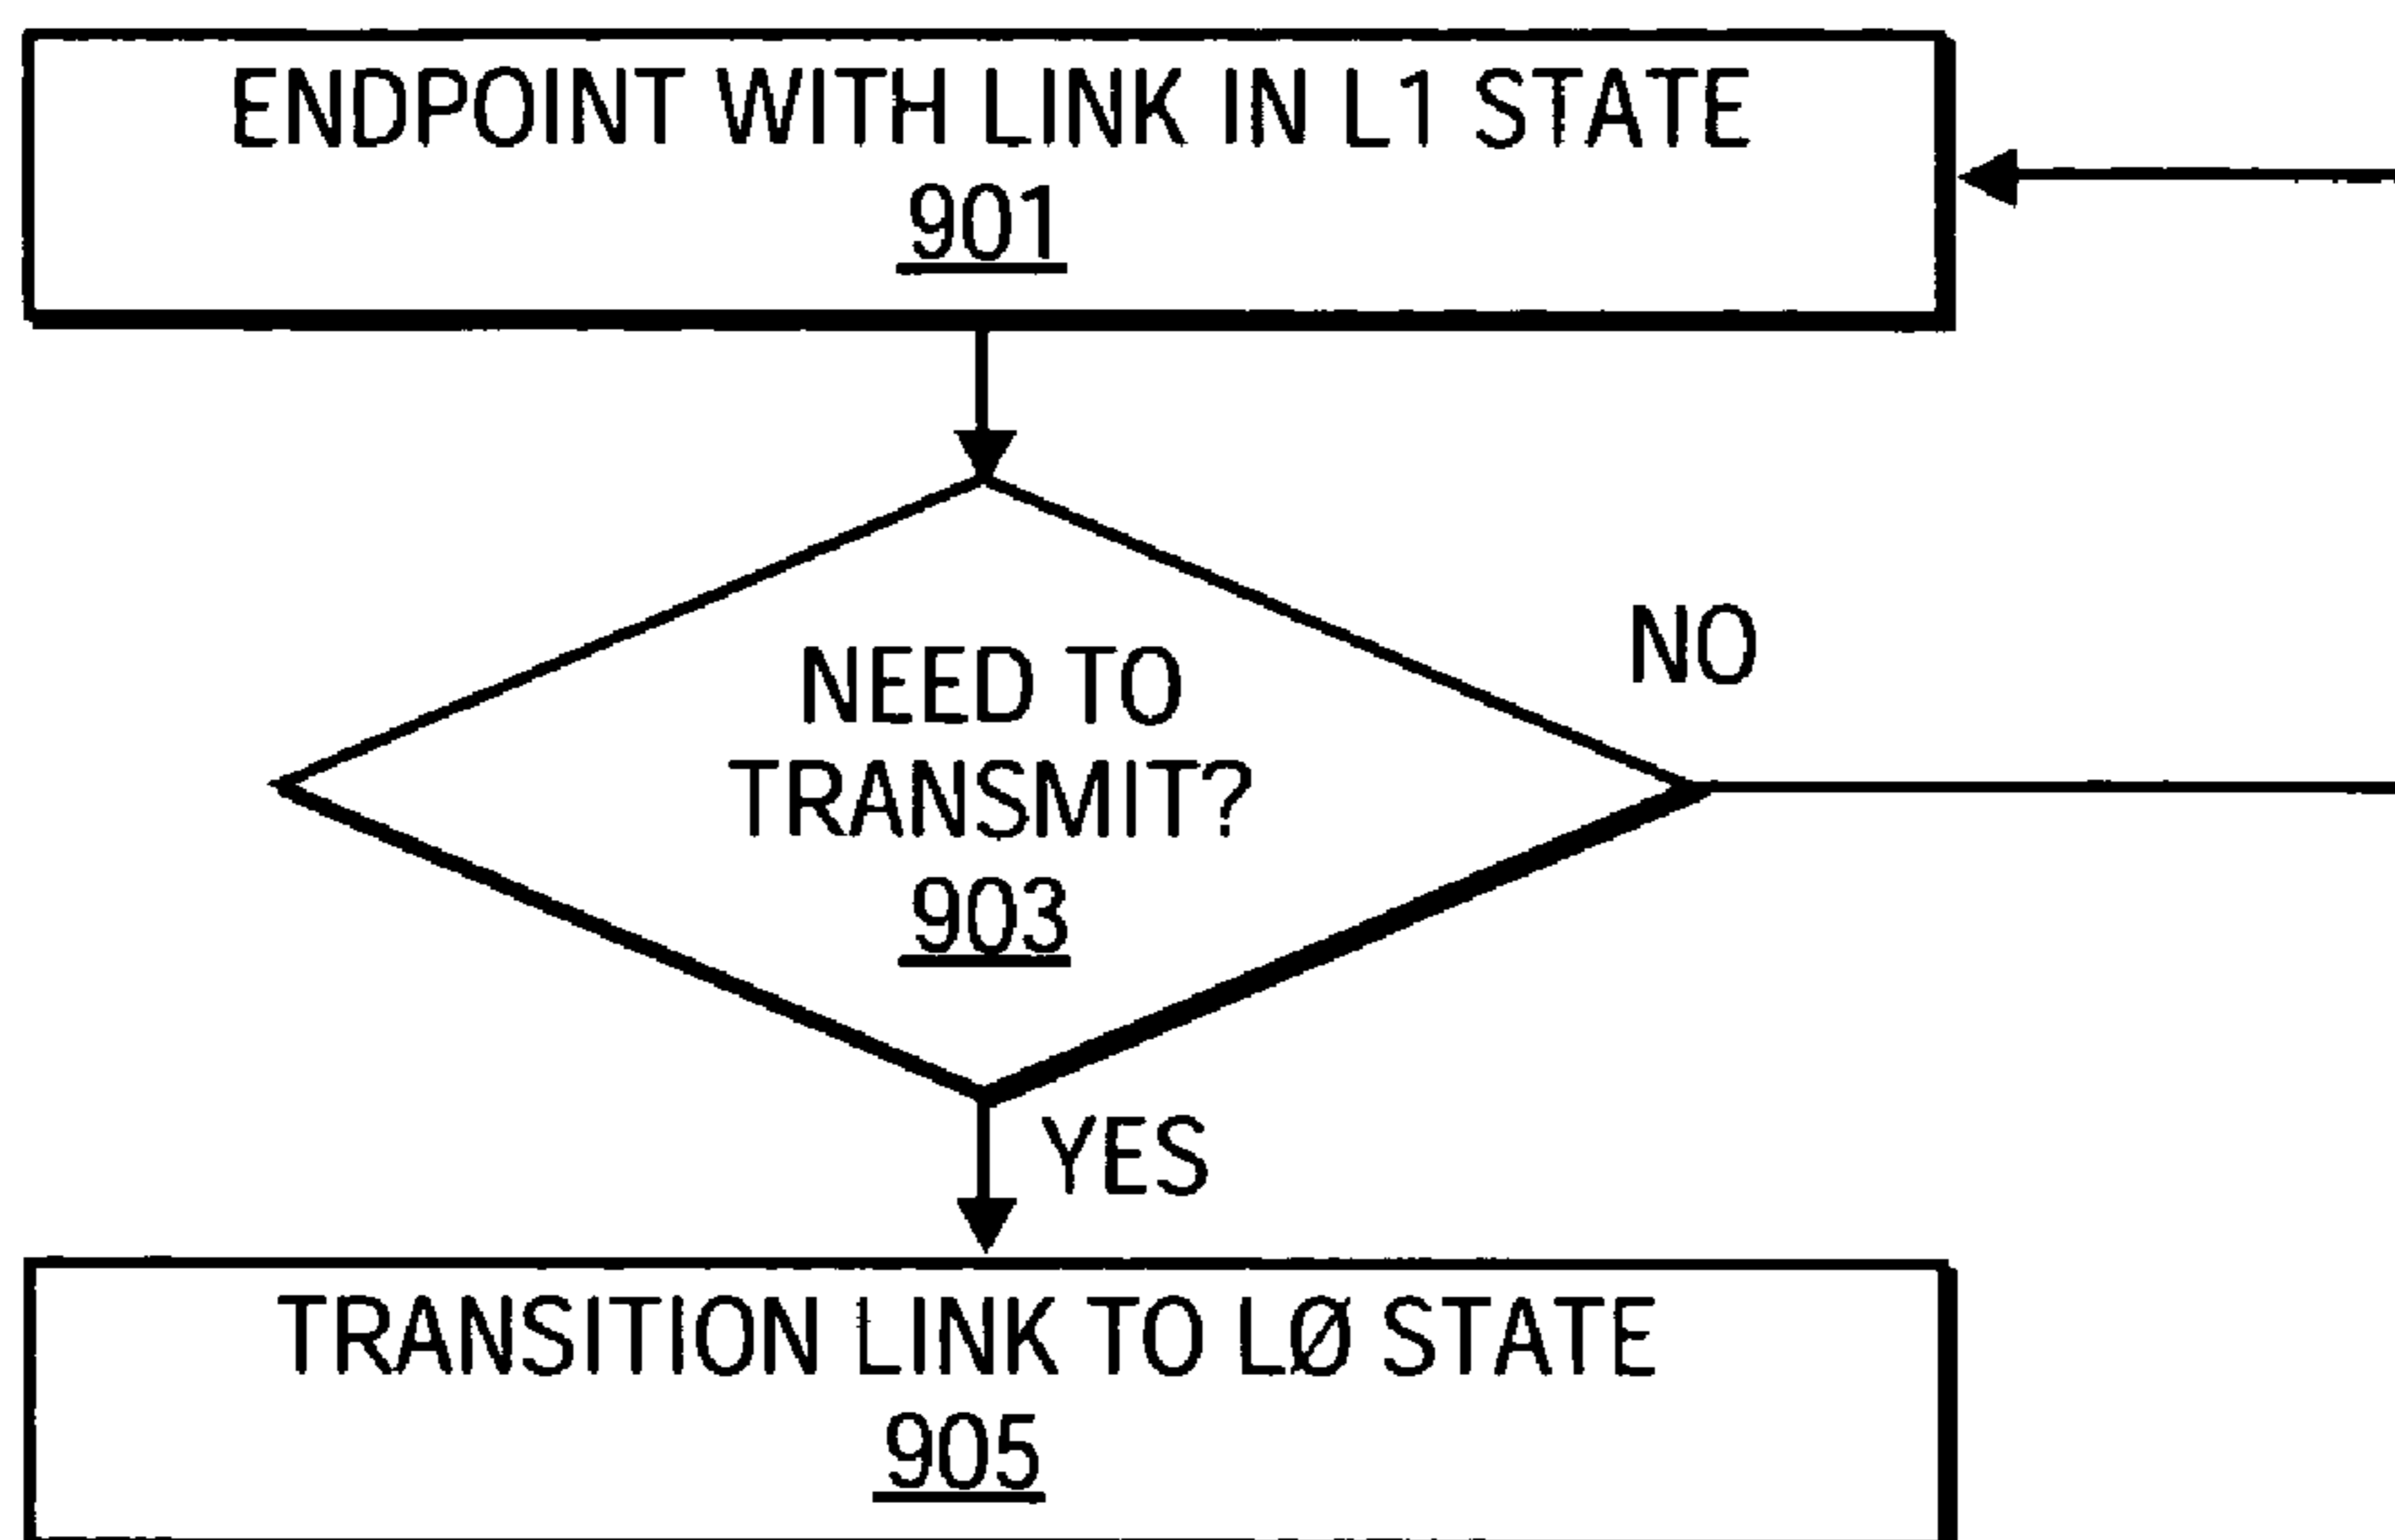 ENDPOINT WITH LINK IN L1 STATE
901
NEED TO
TRANSMIT?
903
NO
YES
TRANSITION LINK TO LØ STATE
905